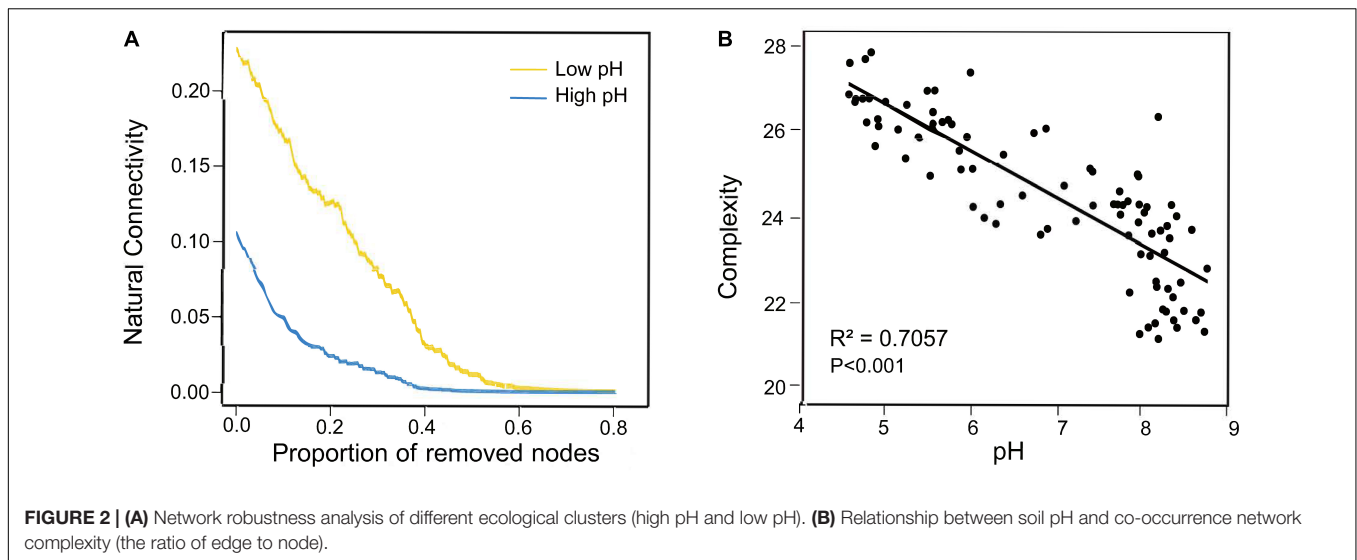 A
Natural Connectivity
0.20
0.15
0.10
0.05
0.00
Low pH
High pH
0.0 0.2 0.4 0.6 0.8
Proportion of removed nodes
B
Complexity
28
26
24
22
20
R² = 0.7057
P<0.001
4 5 6 7 8 9
pH
FIGURE 2 | (A) Network robustness analysis of different ecological clusters (high pH and low pH). (B) Relationship between soil pH and co-occurrence network
complexity (the ratio of edge to node).